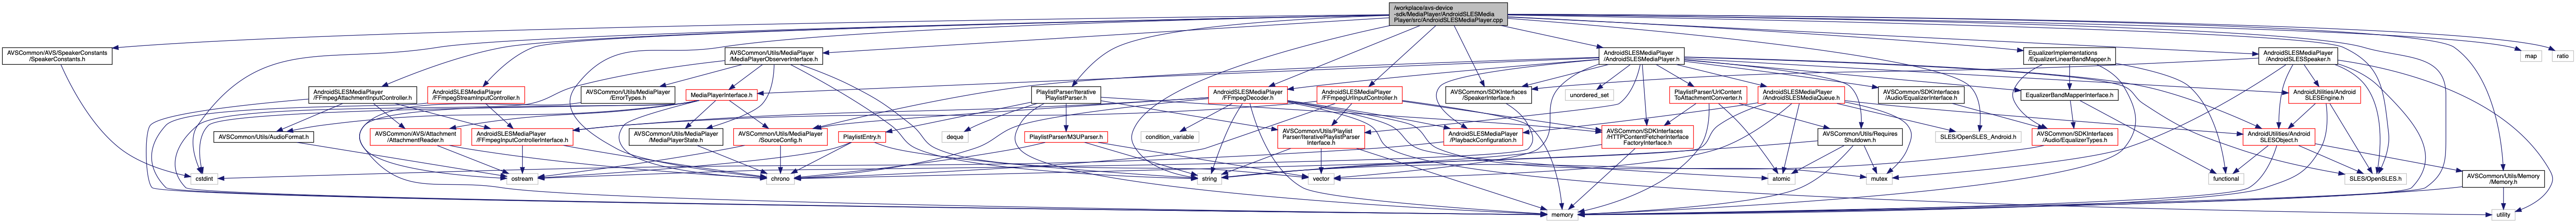 /workplace/avs-device
-sdk/MediaPlayer/AndroidSLESMedia
Player/src/AndroidSLESMediaPlayer.cpp
AVSCommon/AVS/SpeakerConstants
/SpeakerConstants.h
AVSCommon/Utils/MediaPlayer
/MediaPlayerObserverInterface.h
AndroidSLESMediaPlayer
/AndroidSLESMediaPlayer.h
EqualizerImplementations
/EqualizerLinearBandMapper.h
AndroidSLESMediaPlayer
/AndroidSLESSpeaker.h
map
ratio
AndroidSLESMediaPlayer
/FFmpegAttachmentInputController.h
AndroidSLESMediaPlayer
/FFmpegStreamInputController.h
AVSCommon/Utils/MediaPlayer
/ErrorTypes.h
MediaPlayerInterface.h
PlaylistParser/Iterative
PlaylistParser.h
AndroidSLESMediaPlayer
/FFmpegDecoder.h
AndroidSLESMediaPlayer
/FFmpegUrlInputController.h
AVSCommon/SDKInterfaces
/SpeakerInterface.h
unordered_set
PlaylistParser/UrlContent
ToAttachmentConverter.h
AndroidSLESMediaPlayer
/AndroidSLESMediaQueue.h
AVSCommon/SDKInterfaces
/Audio/EqualizerInterface.h
EqualizerBandMapperInterface.h
AndroidUtilities/Android
SLESEngine.h
AVSCommon/Utils/AudioFormat.h
AVSCommon/AVS/Attachment
/AttachmentReader.h
AndroidSLESMediaPlayer
/FFmpegInputControllerInterface.h
AVSCommon/Utils/MediaPlayer
/MediaPlayerState.h
AVSCommon/Utils/MediaPlayer
/SourceConfig.h
PlaylistEntry.h
deque
PlaylistParser/M3UParser.h
condition_variable
AVSCommon/Utils/Playlist
Parser/IterativePlaylistParser
Interface.h
AndroidSLESMediaPlayer
/PlaybackConfiguration.h
AVSCommon/SDKInterfaces
/HTTPContentFetcherInterface
FactoryInterface.h
AVSCommon/Utils/Requires
Shutdown.h
SLES/OpenSLES_Android.h
AVSCommon/SDKInterfaces
/Audio/EqualizerTypes.h
AndroidUtilities/Android
SLESObject.h
cstdint
ostream
chrono
string
vector
atomic
mutex
functional
SLES/OpenSLES.h
AVSCommon/Utils/Memory
/Memory.h
memory
utility